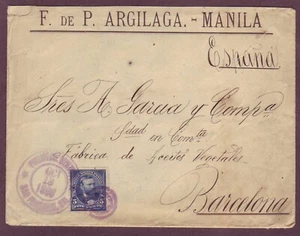 F. DE P. ARGILAGA. - MANILA
España
Sres A. Garcia y Compª
Sdad en Comta
Fábrica de Aceites Vegetales
Barcelona